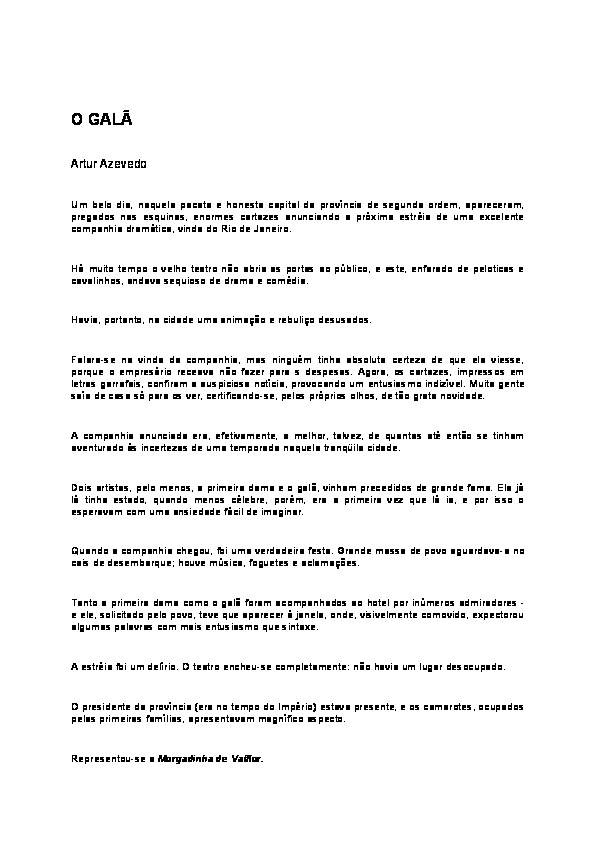 O GALÃ
Artur Azevedo
Um belo dia, naquela pacata e honesta capital da província de segunda ordem, apareceram,
pregados nas esquinas, enormes cartazes anunciando a próxima estréia de uma excelente
companhia dramática, vinda do Rio de Janeiro.
Há muito tempo o velho teatro não abria as portas ao público, e este, enfarado de peloticas e
cavalinhos, andava sequioso de drama e comédia.
Havia, portanto, na cidade uma animação e rebuliço desusados.
Falara-se na vinda da companhia, mas ninguém tinha absoluta certeza de que ela viesse,
porque o empresário receava não fazer para s despesas. Agora, os cartazes, impressos em
letras garrafais, confiram a auspiciosa notícia, provocando um entusiasmo indizível. Muita gente
saía de casa só para os ver, certificando-se, pelos próprios olhos, de tão grata novidade.
A companhia anunciada era, efetivamente, a melhor, talvez, de quantas até então se tinham
aventurado às incertezas de uma temporada naquela tranqüila cidade.
Dois artistas, pelo menos, a primeira dama e o galã, vinham precedidos de grande fama. Ela já
lá tinha estado, quando menos célebre, porém, era a primeira vez que lá ia, e por isso o
esperavam com uma ansiedade fácil de imaginar.
Quando a companhia chegou, foi uma verdadeira festa. Grande massa de povo aguardava-a no
cais de desembarque; houve música, foguetes e aclamações.
Tanto a primeira dama como o galã foram acompanhados ao hotel por inúmeros admiradores -
e ele, solicitado pelo povo, teve que aparecer à janela, onde, visivelmente comovido, expectorou
algumas palavras com mais entusiasmo que sintaxe.
A estréia foi um delírio. O teatro encheu-se completamente: não havia um lugar desocupado.
O presidente da província (era no tempo do Império) estava presente, e os camarotes, ocupados
pelas primeiras famílias, apresentavam magnífico aspecto.
Representou-se a Morgadinha de Valflor.